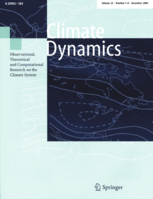 Climate
Dynamics
Observational,
Theoretical
and Computational
Research on the
Climate System
Springer